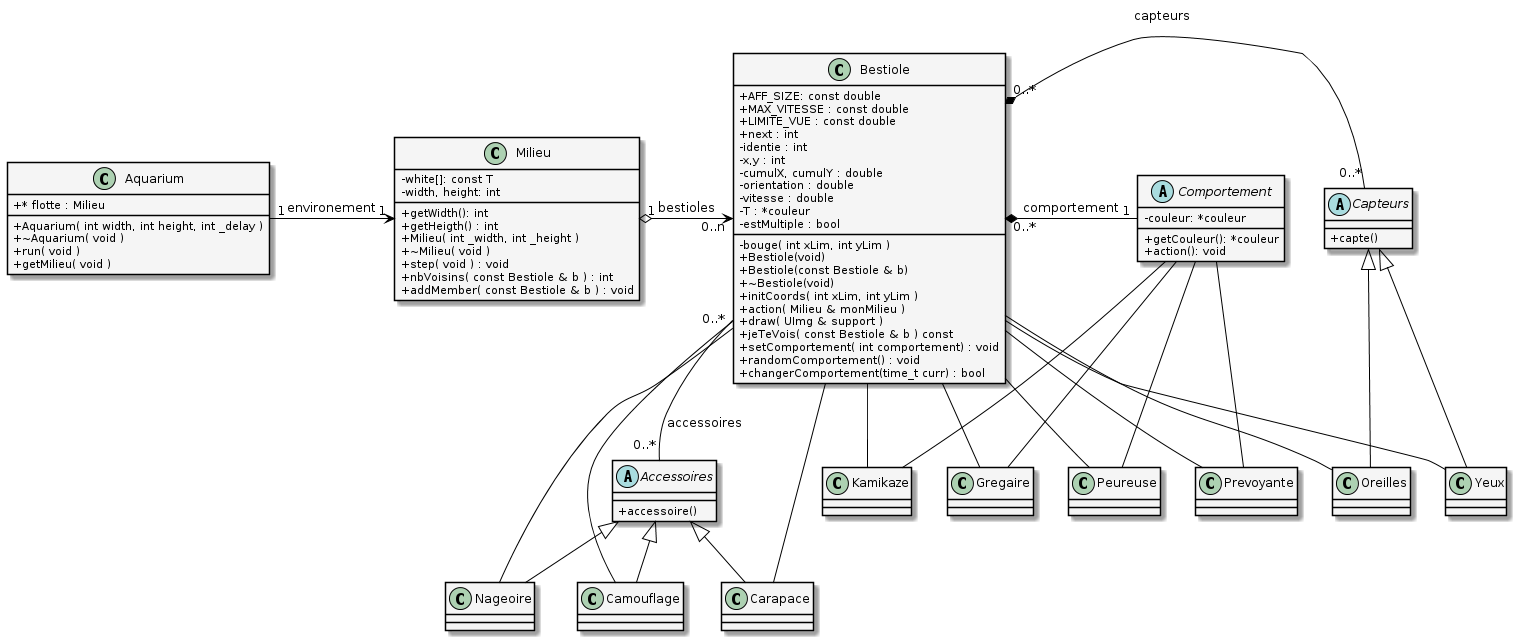 capteurs
C Bestiole
+AFF_SIZE: const double
+MAX_VITESSE : const double
+LIMITE_VUE : const double
+next : int
-identie : int
-x,y : int
-cumulX, cumulY : double
-orientation : double
-vitesse : double
-T : *couleur
-estMultiple : bool
-bouge( int xLim, int yLim )
+Bestiole(void)
+Bestiole(const Bestiole & b)
+~Bestiole(void)
+initCoords( int xLim, int yLim )
+action( Milieu & monMilieu )
+draw( UImg & support )
+jeTeVois( const Bestiole & b ) const
+setComportement( int comportement) : void
+randomComportement() : void
+changerComportement(time_t curr) : bool
0..*
0..*
C Milieu
-white[]: const T
-width, height: int
+getWidth(): int
+getHeigth() : int
+Milieu( int _width, int _height )
+~Milieu( void )
+step( void ) : void
+nbVoisins( const Bestiole & b ) : int
+addMember( const Bestiole & b ) : void
C Aquarium
+* flotte : Milieu
+Aquarium( int width, int height, int _delay )
+~Aquarium( void )
+run( void )
+getMilieu( void )
1 environement 1
1 bestioles
0..n
comportement 1
0..*
A Comportement
-couleur: *couleur
+getCouleur(): *couleur
+action(): void
A Capteurs
+capte()
0..*
accessoires
0..*
A Accessoires
+accessoire()
C Kamikaze
C Gregaire
C Peureuse
C Prevoyante
C Oreilles
C Yeux
C Nageoire
C Camouflage
C Carapace